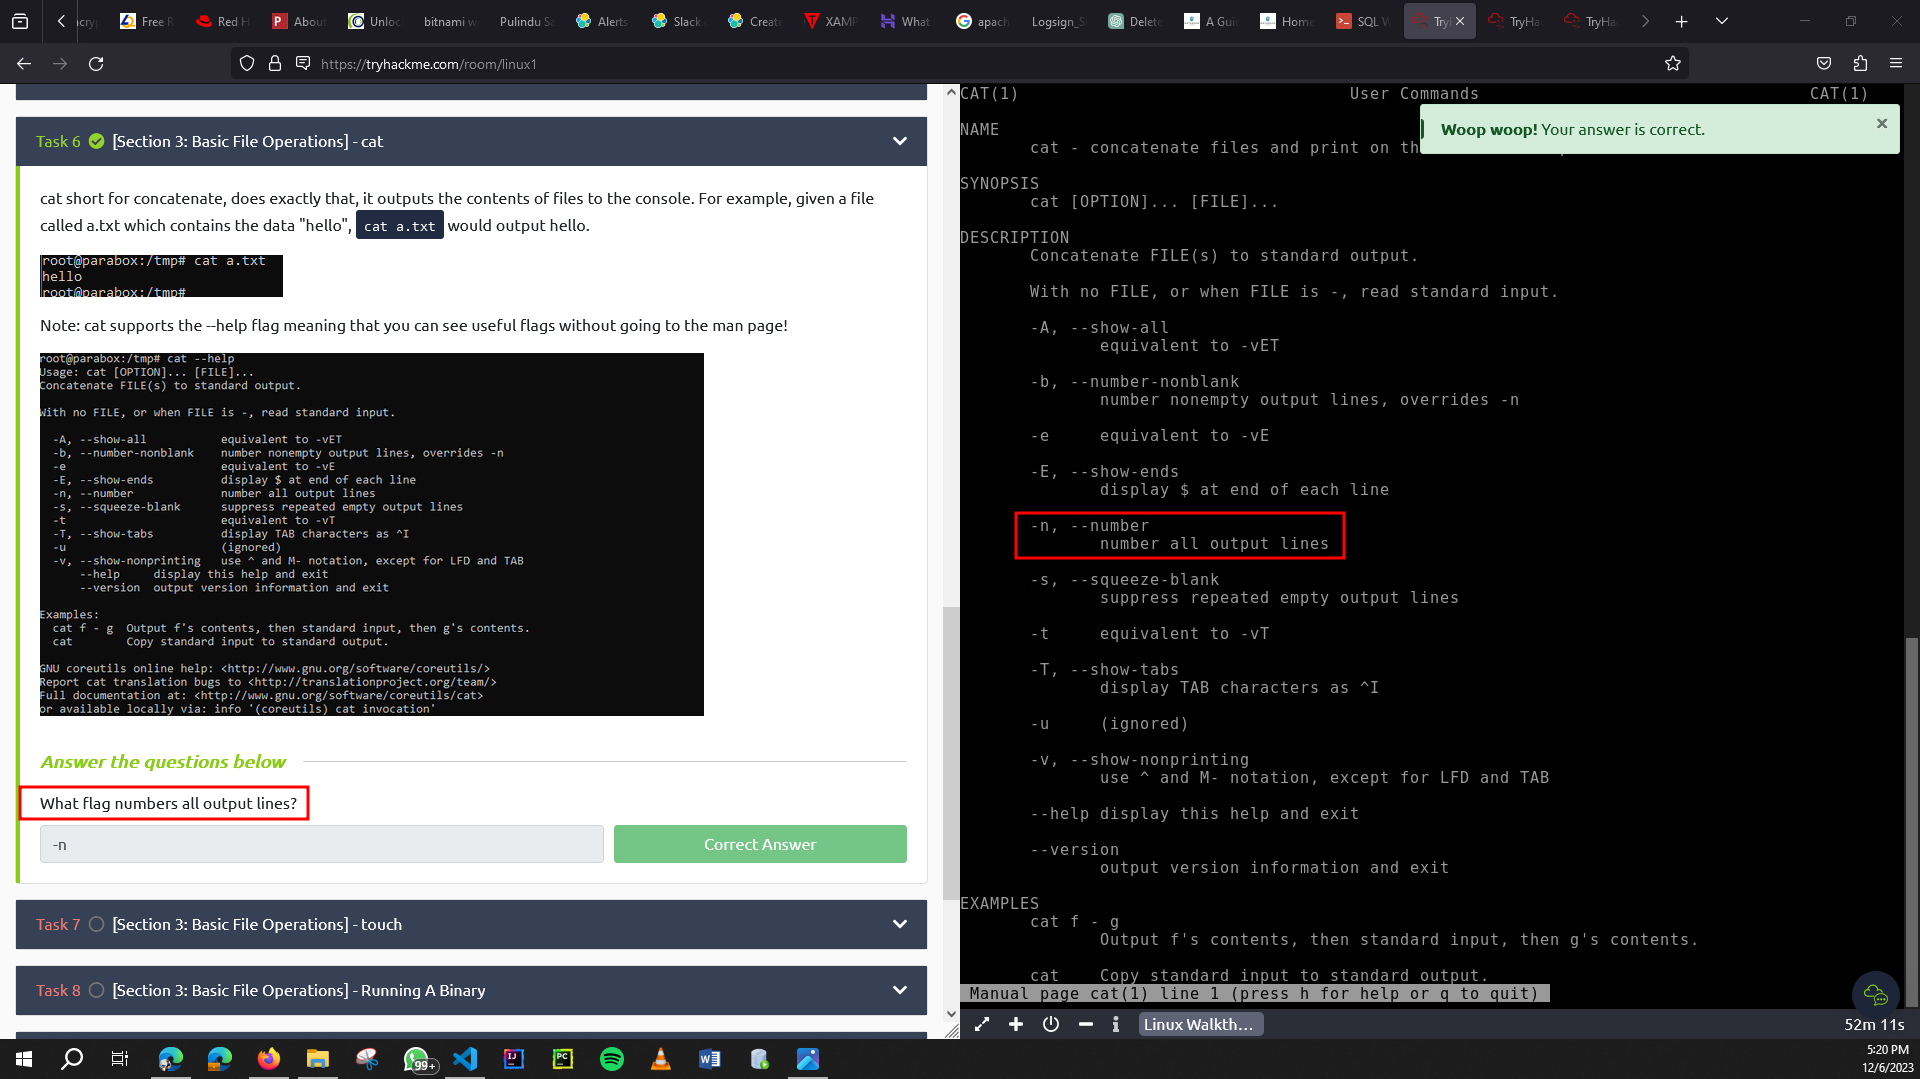 Free R
Red H
About
Unloc
bitnami w
Pulindu Sa
Alerts
Slack
Create
XAMP
What
apach
Logsign_S
Delete
A Gui
Home
SQL W
Try
TryHa
TryHa
https://tryhackme.com/room/linux1
Task 6 [Section 3: Basic File Operations] - cat
cat short for concatenate, does exactly that, it outputs the contents of files to the console. For example, given a file
called a.txt which contains the data "hello", cat a.txt would output hello.
root@parabox:/tmp# cat a.txt
hello
root@parabox:/tmp#
Note: cat supports the --help flag meaning that you can see useful flags without going to the man page!
root@parabox:/tmp# cat --help
Usage: cat [OPTION]... [FILE]...
Concatenate FILE(s) to standard output.
With no FILE, or when FILE is -, read standard input.
-A, --show-all equivalent to -vET
-b, --number-nonblank number nonempty output lines, overrides -n
-e equivalent to -vE
-E, --show-ends display $ at end of each line
-n, --number number all output lines
-s, --squeeze-blank suppress repeated empty output lines
-t equivalent to -vT
-T, --show-tabs display TAB characters as ^I
-u (ignored)
-v, --show-nonprinting use ^ and M- notation, except for LFD and TAB
--help display this help and exit
--version output version information and exit
Examples:
cat f - g Output f's contents, then standard input, then g's contents.
cat Copy standard input to standard output.
GNU coreutils online help: <http://www.gnu.org/software/coreutils/>
Report cat translation bugs to <http://translationproject.org/team/>
Full documentation at: <http://www.gnu.org/software/coreutils/cat>
or available locally via: info '(coreutils) cat invocation'
Answer the questions below
What flag numbers all output lines?
-n
Correct Answer
Task 7 [Section 3: Basic File Operations] - touch
Task 8 [Section 3: Basic File Operations] - Running A Binary
CAT(1) User Commands CAT(1)
Woop woop! Your answer is correct.
NAME
cat - concatenate files and print on th
SYNOPSIS
cat [OPTION]... [FILE]...
DESCRIPTION
Concatenate FILE(s) to standard output.
With no FILE, or when FILE is -, read standard input.
-A, --show-all
equivalent to -vET
-b, --number-nonblank
number nonempty output lines, overrides -n
-e equivalent to -vE
-E, --show-ends
display $ at end of each line
-n, --number
number all output lines
-s, --squeeze-blank
suppress repeated empty output lines
-t equivalent to -vT
-T, --show-tabs
display TAB characters as ^I
-u (ignored)
-v, --show-nonprinting
use ^ and M- notation, except for LFD and TAB
--help display this help and exit
--version
output version information and exit
EXAMPLES
cat f - g
Output f's contents, then standard input, then g's contents.
cat Copy standard input to standard output.
Manual page cat(1) line 1 (press h for help or q to quit)
Linux Walkth...
52m 11s
99+
5:20 PM
12/6/2023